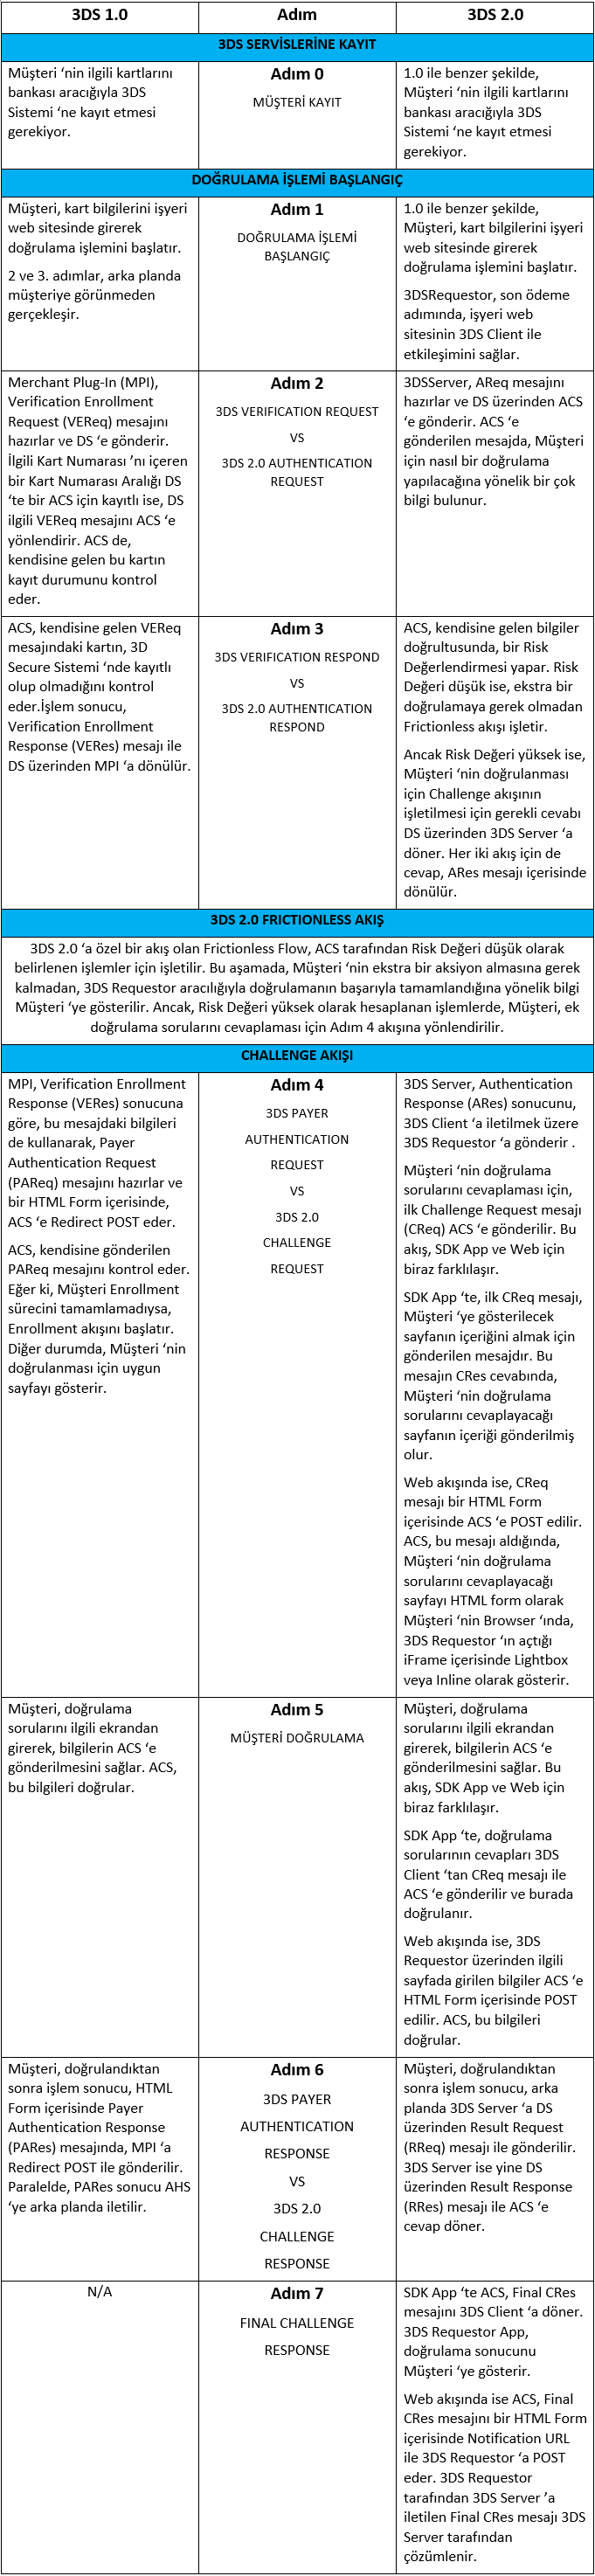 3DS 1.0
Adım
3DS 2.0
3DS SERVİSLERİNE KAYIT
Müşteri ‘nin ilgili kartlarını
bankası aracığıyla 3DS
Sistemi ‘ne kayıt etmesi
gerekiyor.
Adım 0
MÜŞTERİ KAYIT
1.0 ile benzer şekilde,
Müşteri ‘nin ilgili kartlarını
bankası aracığıyla 3DS
Sistemi ‘ne kayıt etmesi
gerekiyor.
DOĞRULAMA İŞLEMİ BAŞLANGIÇ
Müşteri, kart bilgilerini işyeri
web sitesinde girerek
doğrulama işlemini başlatır.
2 ve 3. adımlar, arka planda
müşteriye görünmeden
gerçekleşir.
Adım 1
DOĞRULAMA İŞLEMİ
BAŞLANGIÇ
1.0 ile benzer şekilde,
Müşteri, kart bilgilerini işyeri
web sitesinde girerek
doğrulama işlemini başlatır.
3DSRequestor, son ödeme
adımında, işyeri web
sitesinin 3DS Client ile
etkileşimini sağlar.
Merchant Plug-In (MPI),
Verification Enrollment
Request (VEReq) mesajını
hazırlar ve DS ‘e gönderir.
İlgili Kart Numarası ’nı içeren
bir Kart Numarası Aralığı DS
‘te bir ACS için kayıtlı ise, DS
ilgili VEReq mesajını ACS ‘e
yönlendirir. ACS de,
kendisine gelen bu kartın
kayıt durumunu kontrol
eder.
Adım 2
3DS VERIFICATION REQUEST
VS
3DS 2.0 AUTHENTICATION
REQUEST
3DSServer, AReq mesajını
hazırlar ve DS üzerinden ACS
‘e gönderir. ACS ‘e
gönderilen mesajda, Müşteri
için nasıl bir doğrulama
yapılacağına yönelik bir çok
bilgi bulunur.
ACS, kendisine gelen VEReq
mesajındaki kartın, 3D
Secure Sistemi ‘nde kayıtlı
olup olmadığını kontrol
eder.İşlem sonucu,
Verification Enrollment
Response (VERes) mesajı ile
DS üzerinden MPI ‘a dönülür.
Adım 3
3DS VERIFICATION RESPOND
VS
3DS 2.0 AUTHENTICATION
RESPOND
ACS, kendisine gelen bilgiler
doğrultusunda, bir Risk
Değerlendirmesi yapar. Risk
Değeri düşük ise, ekstra bir
doğrulamaya gerek olmadan
Frictionless akışı işletir.
Ancak Risk Değeri yüksek ise,
Müşteri ‘nin doğrulanması
için Challenge akışının
işletilmesi için gerekli cevabı
DS üzerinden 3DS Server ‘a
döner. Her iki akış için de
cevap, ARes mesajı içerisinde
dönülür.
3DS 2.0 FRICTIONLESS AKIŞ
3DS 2.0 ‘a özel bir akış olan Frictionless Flow, ACS tarafından Risk Değeri düşük olarak
belirlenen işlemler için işletilir. Bu aşamada, Müşteri ‘nin ekstra bir aksiyon almasına gerek
kalmadan, 3DS Requestor aracılığıyla doğrulamanın başarıyla tamamlandığına yönelik bilgi
Müşteri ‘ye gösterilir. Ancak, Risk Değeri yüksek olarak hesaplanan işlemlerde, Müşteri, ek
doğrulama sorularını cevaplaması için Adım 4 akışına yönlendirilir.
CHALLENGE AKIŞI
MPI, Verification Enrollment
Response (VERes) sonucuna
göre, bu mesajdaki bilgileri
de kullanarak, Payer
Authentication Request
(PAReq) mesajını hazırlar ve
bir HTML Form içerisinde,
ACS ‘e Redirect POST eder.
ACS, kendisine gönderilen
PAReq mesajını kontrol eder.
Eğer ki, Müşteri Enrollment
sürecini tamamlamadıysa,
Enrollment akışını başlatır.
Diğer durumda, Müşteri ‘nin
doğrulanması için uygun
sayfayı gösterir.
Adım 4
3DS PAYER
AUTHENTICATION
REQUEST
VS
3DS 2.0
CHALLENGE
REQUEST
3DS Server, Authentication
Response (ARes) sonucunu,
3DS Client ‘a iletilmek üzere
3DS Requestor ‘a gönderir .
Müşteri ‘nin doğrulama
sorularını cevaplaması için,
ilk Challenge Request mesajı
(CReq) ACS ‘e gönderilir. Bu
akış, SDK App ve Web için
biraz farklılaşır.
SDK App ‘te, ilk CReq mesajı,
Müşteri ‘ye gösterilecek
sayfanın içeriğini almak için
gönderilen mesajdır. Bu
mesajın CRes cevabında,
Müşteri ‘nin doğrulama
sorularını cevaplayacağı
sayfanın içeriği gönderilmiş
olur.
Web akışında ise, CReq
mesajı bir HTML Form
içerisinde ACS ‘e POST edilir.
ACS, bu mesajı aldığında,
Müşteri ‘nin doğrulama
sorularını cevaplayacağı
sayfayı HTML form olarak
Müşteri ‘nin Browser ‘ında,
3DS Requestor ‘ın açtığı
iFrame içerisinde Lightbox
veya Inline olarak gösterir.
Müşteri, doğrulama
sorularını ilgili ekrandan
girerek, bilgilerin ACS ‘e
gönderilmesini sağlar. ACS,
bu bilgileri doğrular.
Adım 5
MÜŞTERİ DOĞRULAMA
Müşteri, doğrulama
sorularını ilgili ekrandan
girerek, bilgilerin ACS ‘e
gönderilmesini sağlar. Bu
akış, SDK App ve Web için
biraz farklılaşır.
SDK App ‘te, doğrulama
sorularının cevapları 3DS
Client ‘tan CReq mesajı ile
ACS ‘e gönderilir ve burada
doğrulanır.
Web akışında ise, 3DS
Requestor üzerinden ilgili
sayfada girilen bilgiler ACS ‘e
HTML Form içerisinde POST
edilir. ACS, bu bilgileri
doğrular.
Müşteri, doğrulandıktan
sonra işlem sonucu, HTML
Form içerisinde Payer
Authentication Response
(PARes) mesajında, MPI ‘a
Redirect POST ile gönderilir.
Paralelde, PARes sonucu AHS
‘ye arka planda iletilir.
Adım 6
3DS PAYER
AUTHENTICATION
RESPONSE
VS
3DS 2.0
CHALLENGE
RESPONSE
Müşteri, doğrulandıktan
sonra işlem sonucu, arka
planda 3DS Server ‘a DS
üzerinden Result Request
(RReq) mesajı ile gönderilir.
3DS Server ise yine DS
üzerinden Result Response
(RRes) mesajı ile ACS ‘e
cevap döner.
N/A
Adım 7
FINAL CHALLENGE
RESPONSE
SDK App ‘te ACS, Final CRes
mesajını 3DS Client ‘a döner.
3DS Requestor App,
doğrulama sonucunu
Müşteri ‘ye gösterir.
Web akışında ise ACS, Final
CRes mesajını bir HTML Form
içerisinde Notification URL
ile 3DS Requestor ‘a POST
eder. 3DS Requestor
tarafından 3DS Server ’a
iletilen Final CRes mesajı 3DS
Server tarafından
çözümlenir.